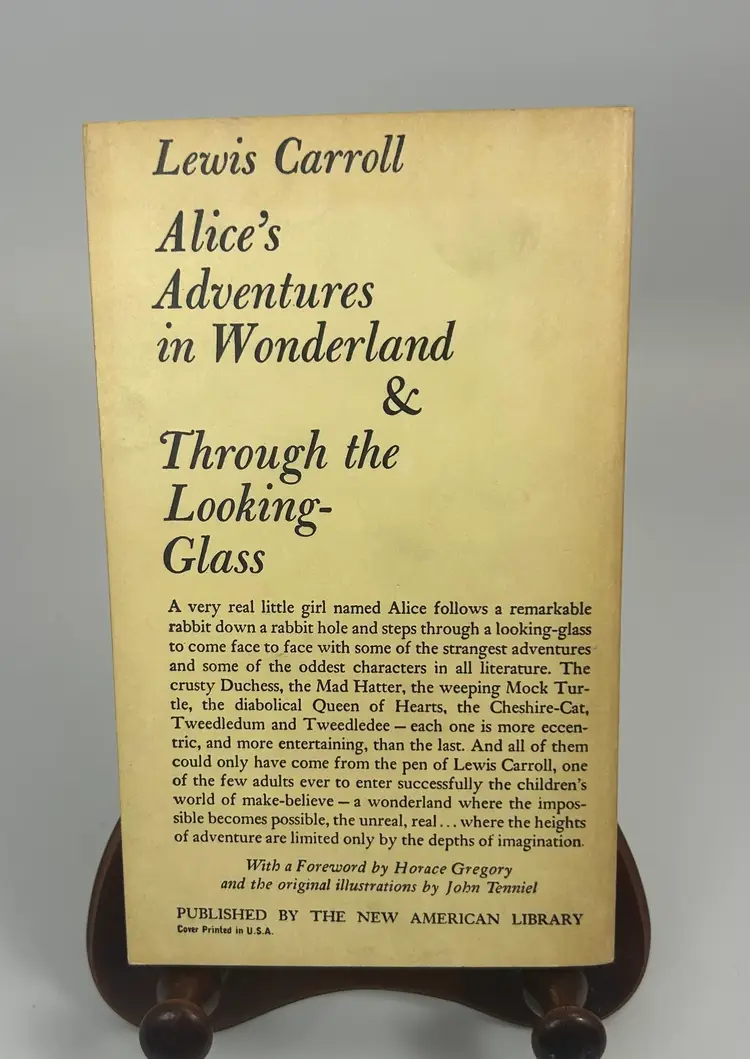 Lewis Carroll
Alice's
Adventures
in Wonderland
&
Through the
Looking-
Glass
A very real little girl named Alice follows a remarkable
rabbit down a rabbit hole and steps through a looking-glass
to come face to face with some of the strangest adventures
and some of the oddest characters in all literature. The
crusty Duchess, the Mad Hatter, the weeping Mock Tur-
tle, the diabolical Queen of Hearts, the Cheshire-Cat,
Tweedledum and Tweedledee — each one is more eccen-
tric, and more entertaining, than the last. And all of them
could only have come from the pen of Lewis Carroll, one
of the few adults ever to enter successfully the children's
world of make-believe — a wonderland where the impos-
sible becomes possible, the unreal, real... where the heights
of adventure are limited only by the depths of imagination.
With a Foreword by Horace Gregory
and the original illustrations by John Tenniel
PUBLISHED BY THE NEW AMERICAN LIBRARY
Cover Printed in U.S.A.